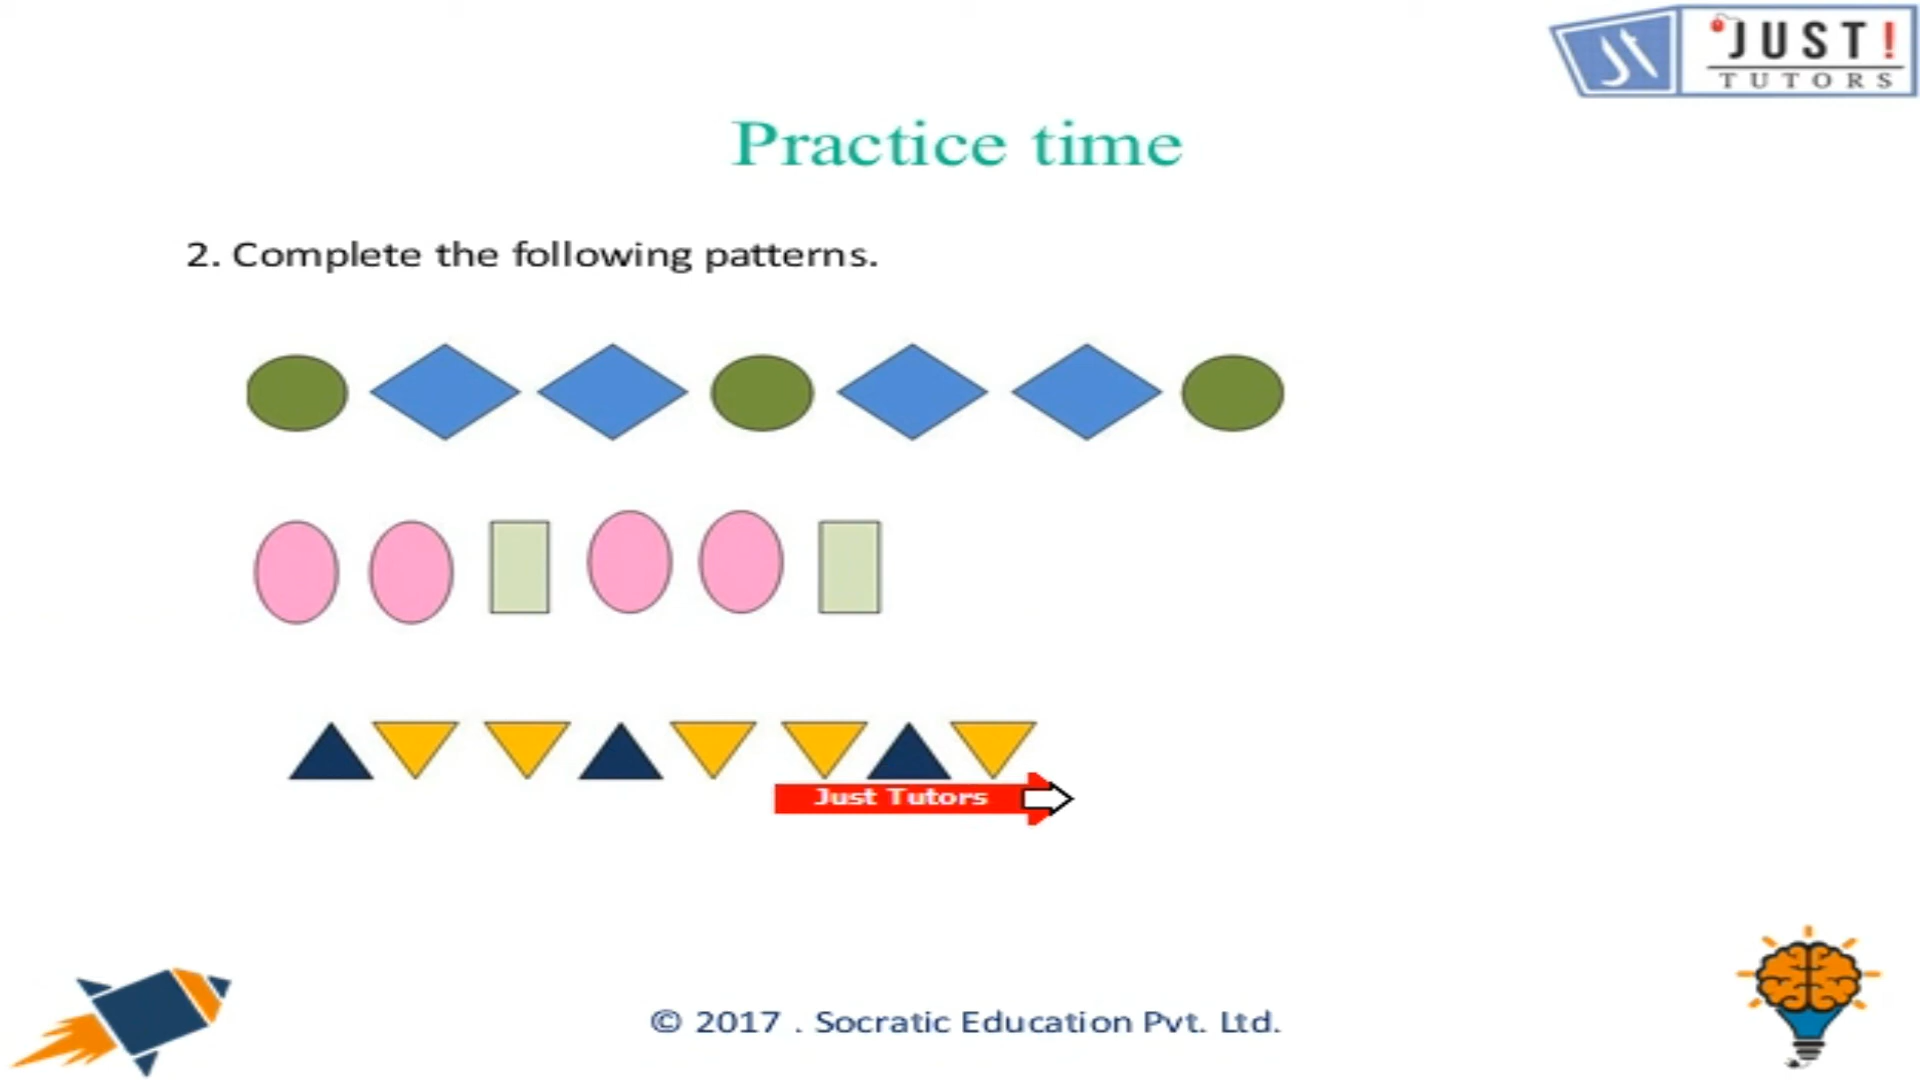 JUST!
TUTORS
Practice time
2. Complete the following patterns.
Just Tutors
© 2017 . Socratic Education Pvt. Ltd.